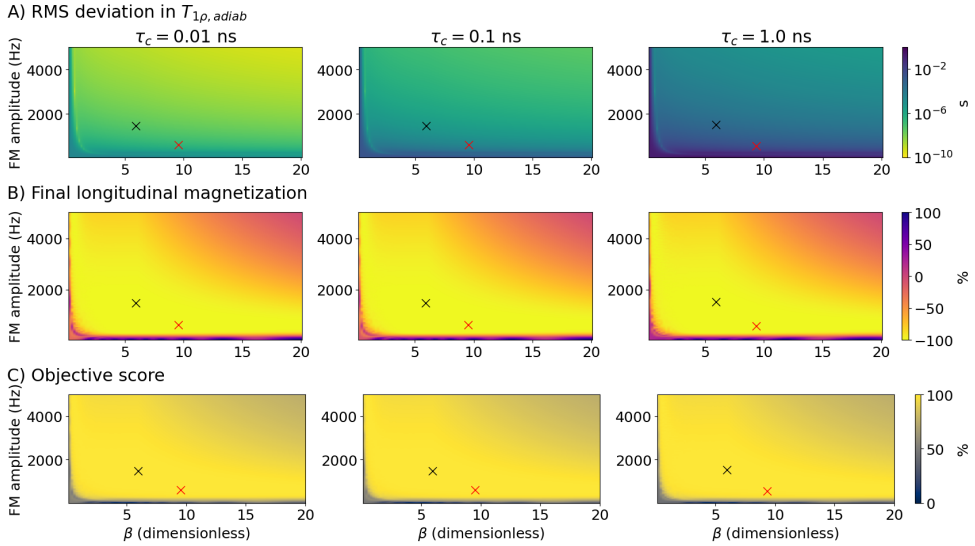 A) RMS deviation in T1ρ, adiab
τc = 0.01 ns
τc = 0.1 ns
τc = 1.0 ns
FM amplitude (Hz)
4000
2000
5 10 15 20
4000
2000
5 10 15 20
4000
2000
5 10 15 20
10⁻²
10⁻⁶
10⁻¹⁰
s
B) Final longitudinal magnetization
FM amplitude (Hz)
4000
2000
5 10 15 20
4000
2000
5 10 15 20
4000
2000
5 10 15 20
100
50
0
−50
−100
%
C) Objective score
FM amplitude (Hz)
4000
2000
5 10 15 20
β (dimensionless)
4000
2000
5 10 15 20
β (dimensionless)
4000
2000
5 10 15 20
β (dimensionless)
100
50
0
%